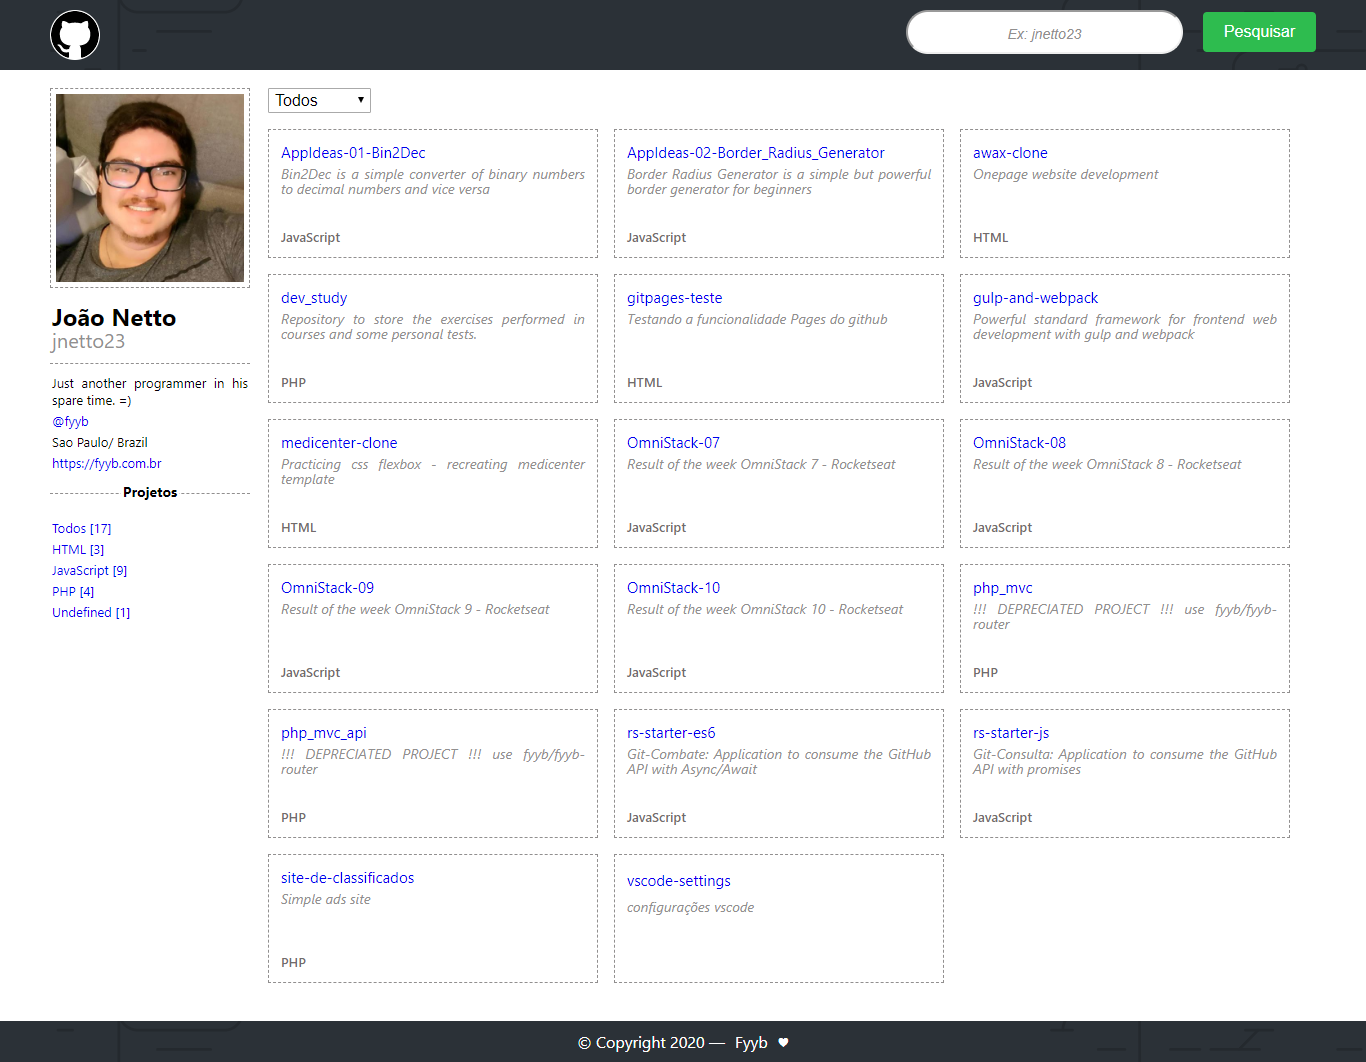 Ex: jnetto23
Pesquisar
João Netto
jnetto23
Just another programmer in his
spare time. =)
@fyyb
Sao Paulo/ Brazil
https://fyyb.com.br
Projetos
Todos [17]
HTML [3]
JavaScript [9]
PHP [4]
Undefined [1]
Todos
AppIdeas-01-Bin2Dec
Bin2Dec is a simple converter of binary numbers
to decimal numbers and vice versa
JavaScript
AppIdeas-02-Border_Radius_Generator
Border Radius Generator is a simple but powerful
border generator for beginners
JavaScript
awax-clone
Onepage website development
HTML
dev_study
Repository to store the exercises performed in
courses and some personal tests.
PHP
gitpages-teste
Testando a funcionalidade Pages do github
HTML
gulp-and-webpack
Powerful standard framework for frontend web
development with gulp and webpack
JavaScript
medicenter-clone
Practicing css flexbox - recreating medicenter
template
HTML
OmniStack-07
Result of the week OmniStack 7 - Rocketseat
JavaScript
OmniStack-08
Result of the week OmniStack 8 - Rocketseat
JavaScript
OmniStack-09
Result of the week OmniStack 9 - Rocketseat
JavaScript
OmniStack-10
Result of the week OmniStack 10 - Rocketseat
JavaScript
php_mvc
!!! DEPRECIATED PROJECT !!! use fyyb/fyyb-
router
PHP
php_mvc_api
!!! DEPRECIATED PROJECT !!! use fyyb/fyyb-
router
PHP
rs-starter-es6
Git-Combate: Application to consume the GitHub
API with Async/Await
JavaScript
rs-starter-js
Git-Consulta: Application to consume the GitHub
API with promises
JavaScript
site-de-classificados
Simple ads site
PHP
vscode-settings
configurações vscode
© Copyright 2020 — Fyyb ♥